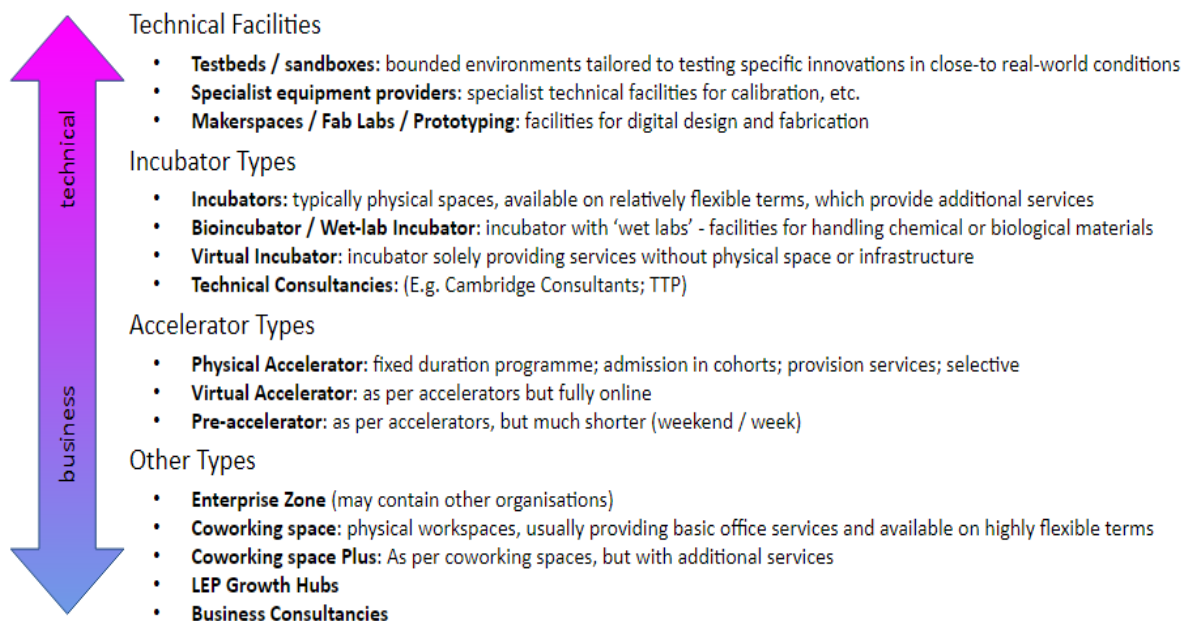 Technical Facilities
• Testbeds / sandboxes: bounded environments tailored to testing specific innovations in close-to real-world conditions
• Specialist equipment providers: specialist technical facilities for calibration, etc.
• Makerspaces / Fab Labs / Prototyping: facilities for digital design and fabrication
technical
Incubator Types
• Incubators: typically physical spaces, available on relatively flexible terms, which provide additional services
• Bioincubator / Wet-lab Incubator: incubator with ‘wet labs’ - facilities for handling chemical or biological materials
• Virtual Incubator: incubator solely providing services without physical space or infrastructure
• Technical Consultancies: (E.g. Cambridge Consultants; TTP)
Accelerator Types
• Physical Accelerator: fixed duration programme; admission in cohorts; provision services; selective
• Virtual Accelerator: as per accelerators but fully online
• Pre-accelerator: as per accelerators, but much shorter (weekend / week)
business
Other Types
• Enterprise Zone (may contain other organisations)
• Coworking space: physical workspaces, usually providing basic office services and available on highly flexible terms
• Coworking space Plus: As per coworking spaces, but with additional services
• LEP Growth Hubs
• Business Consultancies